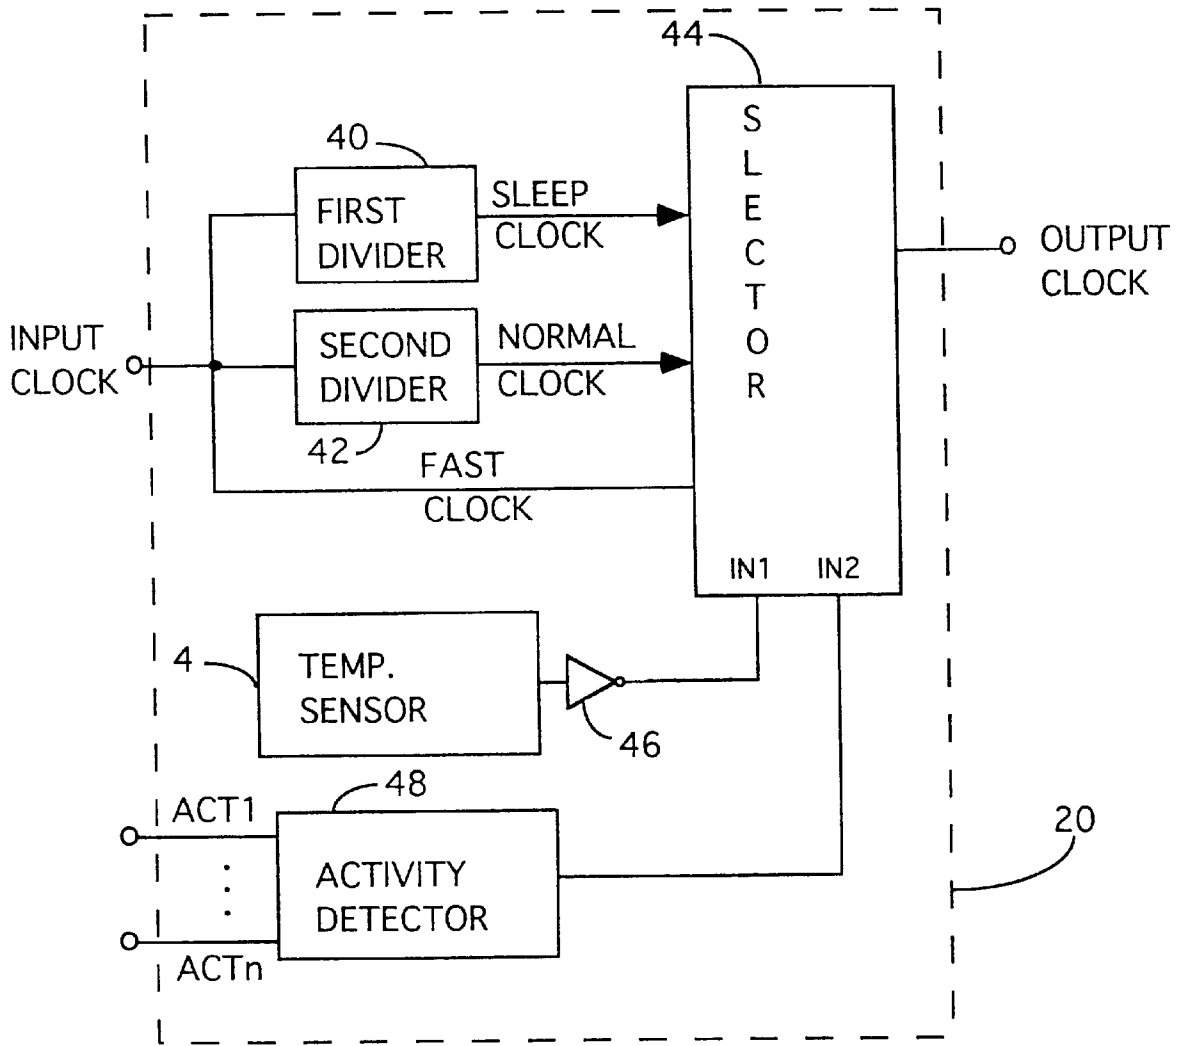 44
S
L
E
C
T
O
R
40
FIRST
DIVIDER
SLEEP
CLOCK
OUTPUT
CLOCK
INPUT
CLOCK
SECOND
DIVIDER
NORMAL
CLOCK
42
FAST
CLOCK
IN1 IN2
4
TEMP.
SENSOR
46
48
ACT1
ACTIVITY
DETECTOR
ACTn
20